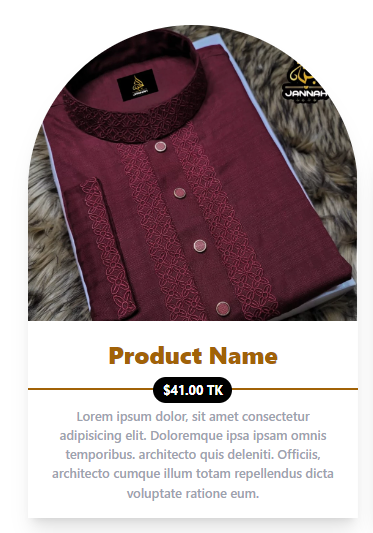 JANNAH
JANNAH
Product Name
$41.00 TK
Lorem ipsum dolor, sit amet consectetur
adipisicing elit. Doloremque ipsa ipsam omnis
temporibus. architecto quis deleniti. Officiis,
architecto cumque illum totam repellendus dicta
voluptate ratione eum.